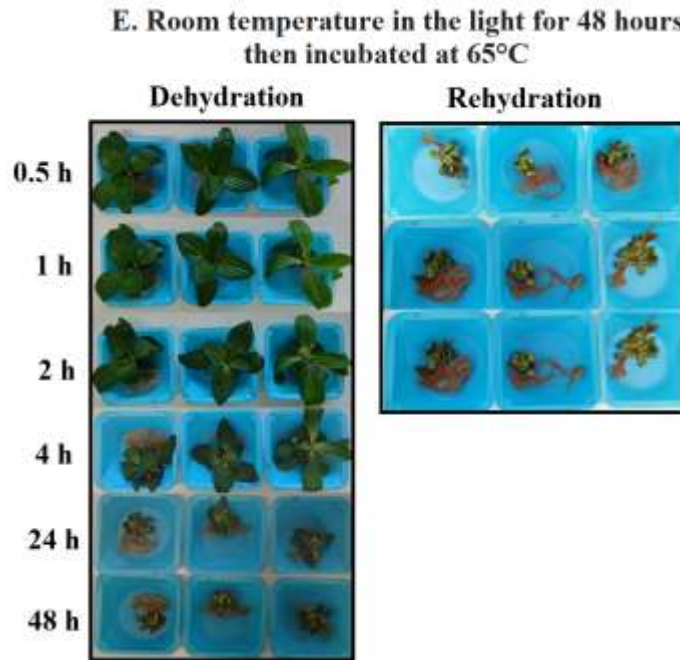 E. Room temperature in the light for 48 hours
then incubated at 65°C
Dehydration
Rehydration
0.5 h
1 h
2 h
4 h
24 h
48 h